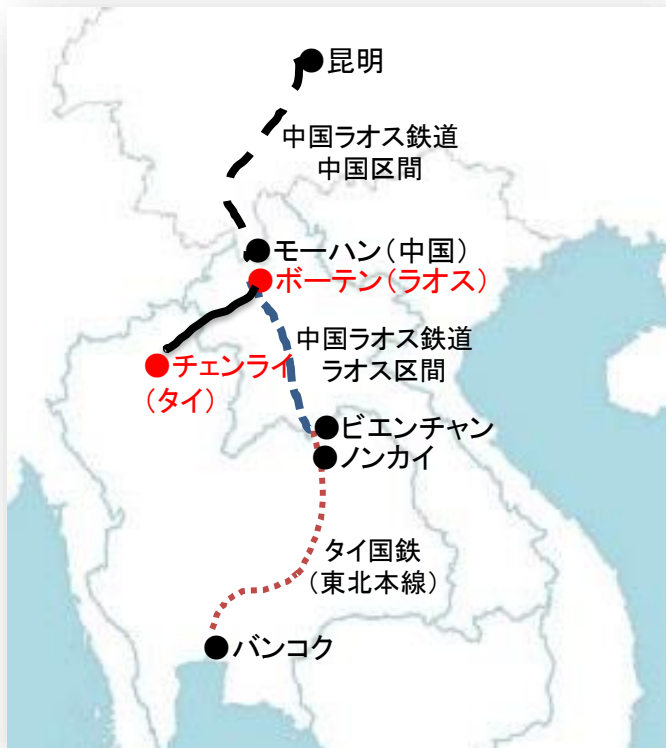 昆明
中国ラオス鉄道
中国区間
モーハン(中国)
ボーテン(ラオス)
中国ラオス鉄道
ラオス区間
チェンライ
(タイ)
ビエンチャン
ノンカイ
タイ国鉄
(東北本線)
バンコク